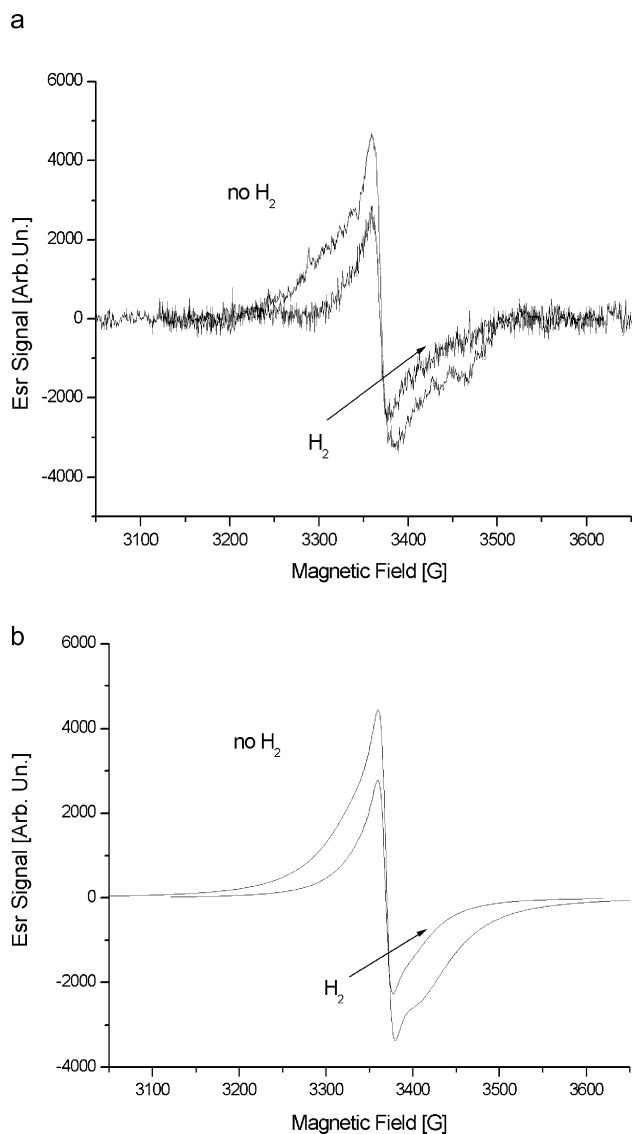 a
6000
4000
2000
0
-2000
-4000
Esr Signal [Arb.Un.]
no H2
H2
3100 3200 3300 3400 3500 3600
Magnetic Field [G]
b
6000
4000
2000
0
-2000
-4000
Esr Signal [Arb. Un.]
no H2
H2
3100 3200 3300 3400 3500 3600
Magnetic Field [G]